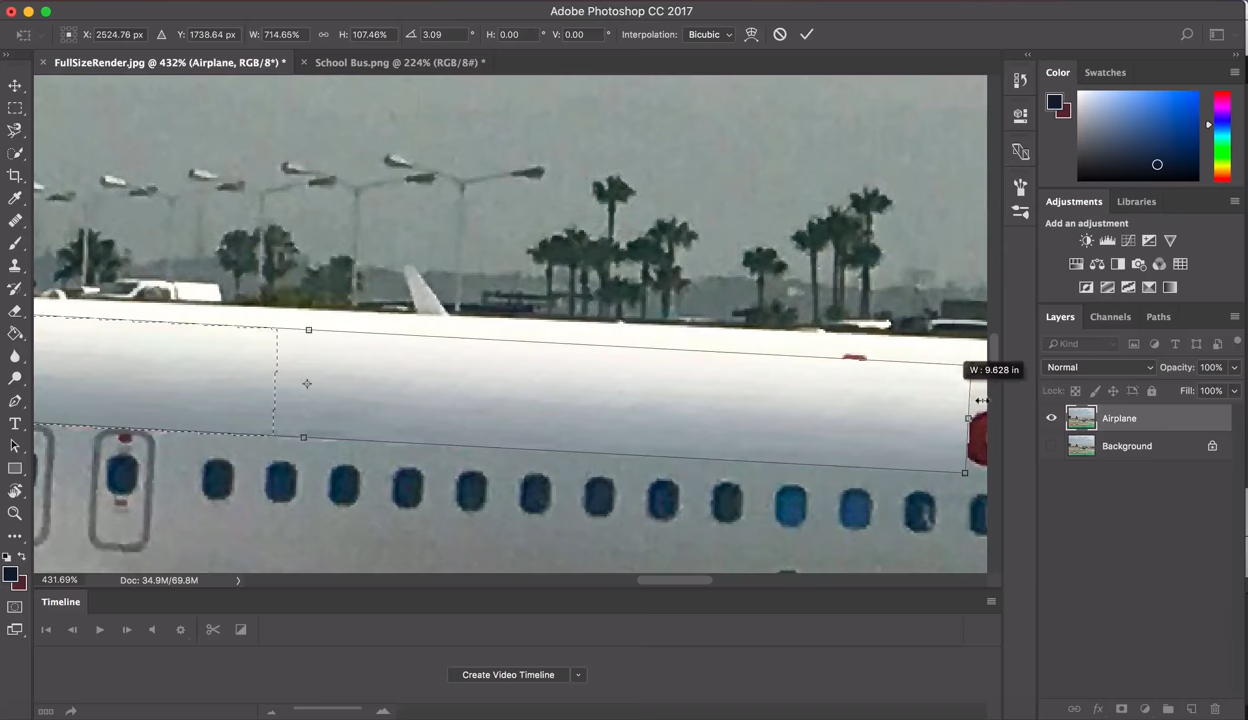 Adobe Photoshop CC 2017
X: 2524.76 px
Y: 1738.64 px
W: 714.65%
H: 107.46%
3.09 °
H: 0.00 °
V: 0.00 °
Interpolation: Bicubic
FullSizeRender.jpg @ 432% (Airplane, RGB/8*) *
School Bus.png @ 224% (RGB/8#) *
Color
Swatches
Adjustments
Libraries
Add an adjustment
Layers
Channels
Paths
Kind
Normal
Opacity: 100%
Lock:
Fill: 100%
Airplane
Background
W : 9.628 in
431.69%
Doc: 34.9M/69.8M
Timeline
Create Video Timeline
fx